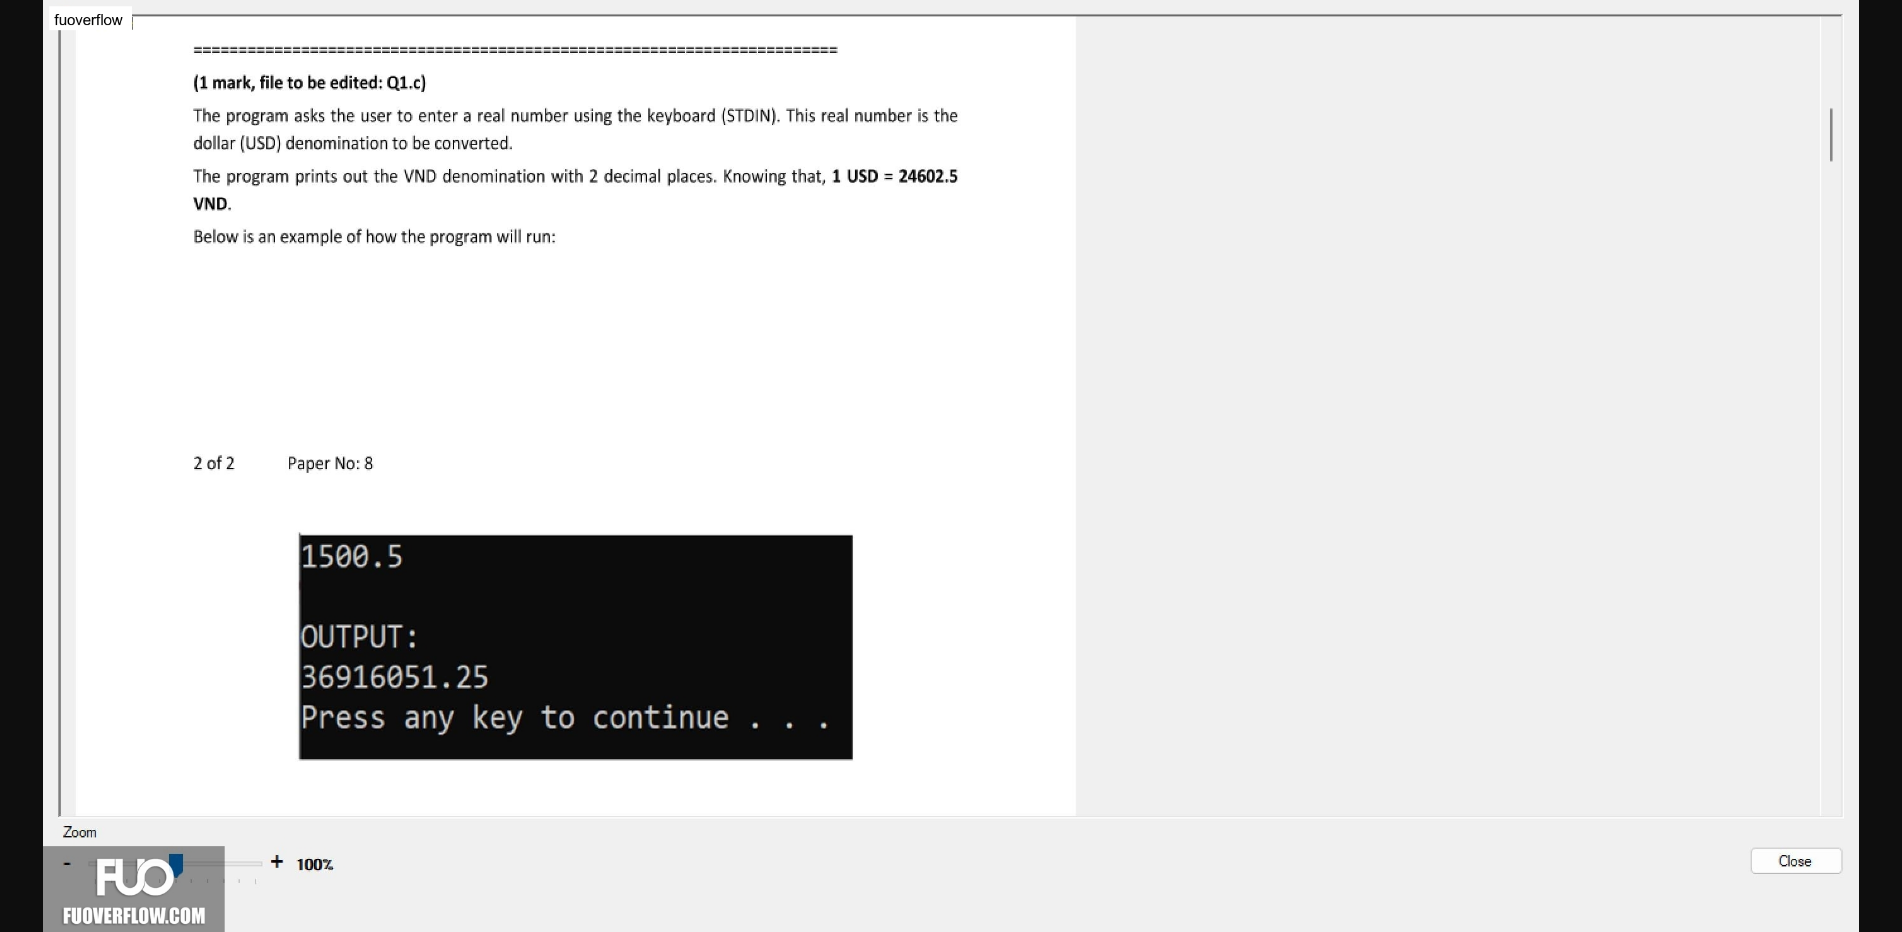 fuoverflow
========================================================================
(1 mark, file to be edited: Q1.c)
The program asks the user to enter a real number using the keyboard (STDIN). This real number is the
dollar (USD) denomination to be converted.
The program prints out the VND denomination with 2 decimal places. Knowing that, 1 USD = 24602.5
VND.
Below is an example of how the program will run:
2 of 2 Paper No: 8
1500.5
OUTPUT:
36916051.25
Press any key to continue . . .
Zoom
- + 100%
Close
FUO
FUOVERFLOW.COM